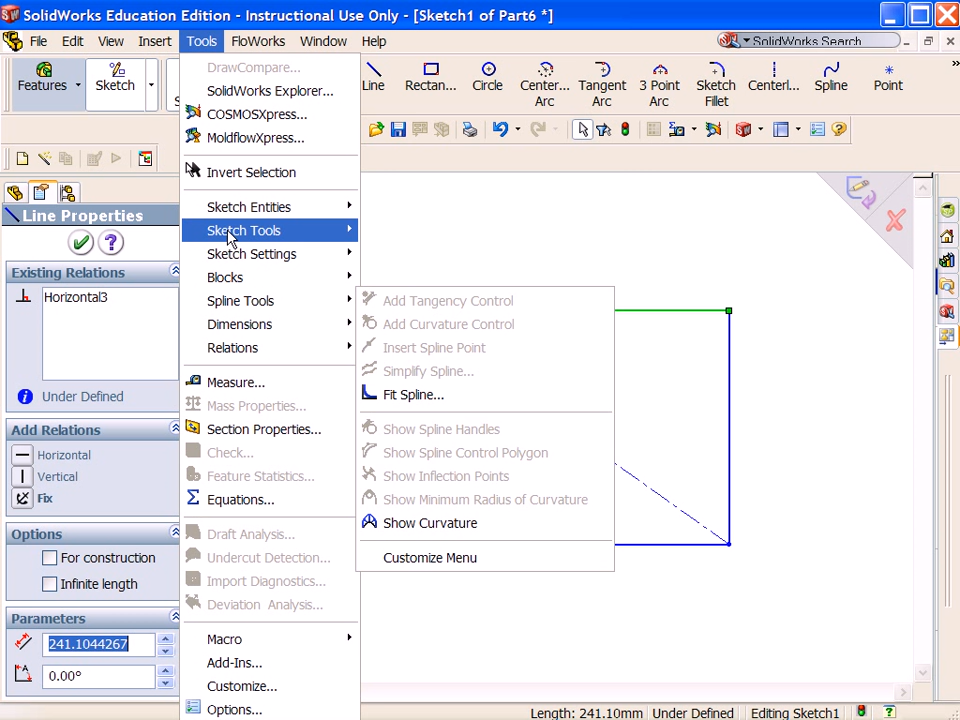 SolidWorks Education Edition - Instructional Use Only - [Sketch1 of Part6 *]
File Edit View Insert Tools FloWorks Window Help
SolidWorks Search
Features Sketch
Line Rectan... Circle Center... Arc Tangent Arc 3 Point Arc Sketch Fillet Centerl... Spline Point
DrawCompare...
SolidWorks Explorer...
COSMOSXpress...
MoldflowXpress...
Invert Selection
Sketch Entities
Sketch Tools
Sketch Settings
Blocks
Spline Tools
Dimensions
Relations
Measure...
Mass Properties...
Section Properties...
Check...
Feature Statistics...
Equations...
Draft Analysis...
Undercut Detection...
Import Diagnostics...
Deviation Analysis...
Macro
Add-Ins...
Customize...
Options...
Add Tangency Control
Add Curvature Control
Insert Spline Point
Simplify Spline...
Fit Spline...
Show Spline Handles
Show Spline Control Polygon
Show Inflection Points
Show Minimum Radius of Curvature
Show Curvature
Customize Menu
Line Properties
Existing Relations
Horizontal3
Under Defined
Add Relations
Horizontal
Vertical
Fix
Options
For construction
Infinite length
Parameters
241.1044267
0.00°
Length: 241.10mm Under Defined Editing Sketch1